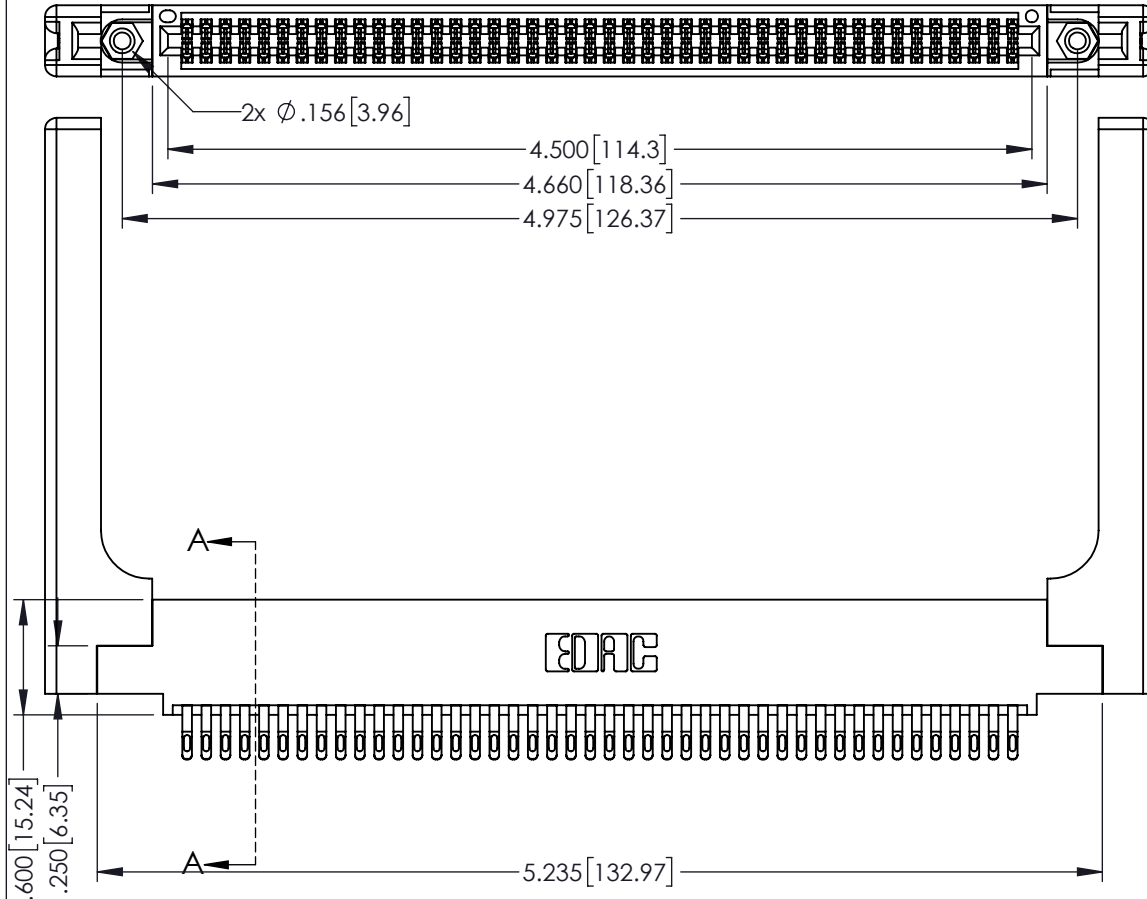 2x ∅ .156[3.96]
4.500[114.3]
4.660[118.36]
4.975[126.37]
A
EDAC
.600[15.24]
.250[6.35]
A
5.235[132.97]